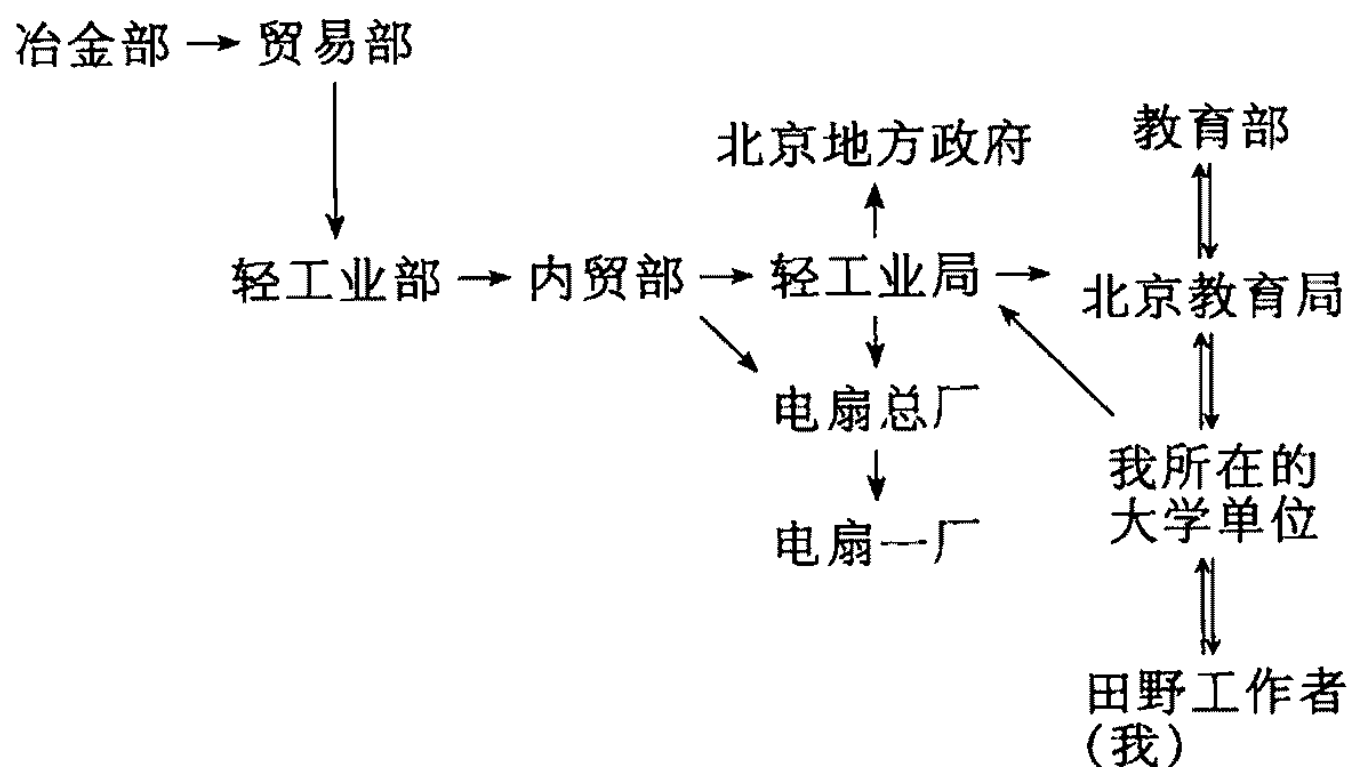 冶金部
贸易部
北京地方政府
教育部
轻工业部
内贸部
轻工业局
北京教育局
电扇总厂
我所在的
大学单位
电扇一厂
田野工作者
(我)